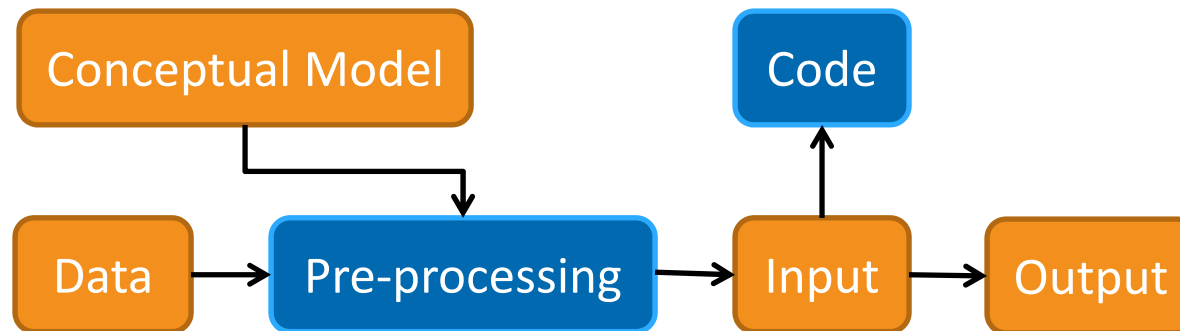 Conceptual Model
Code
Data
Pre-processing
Input
Output